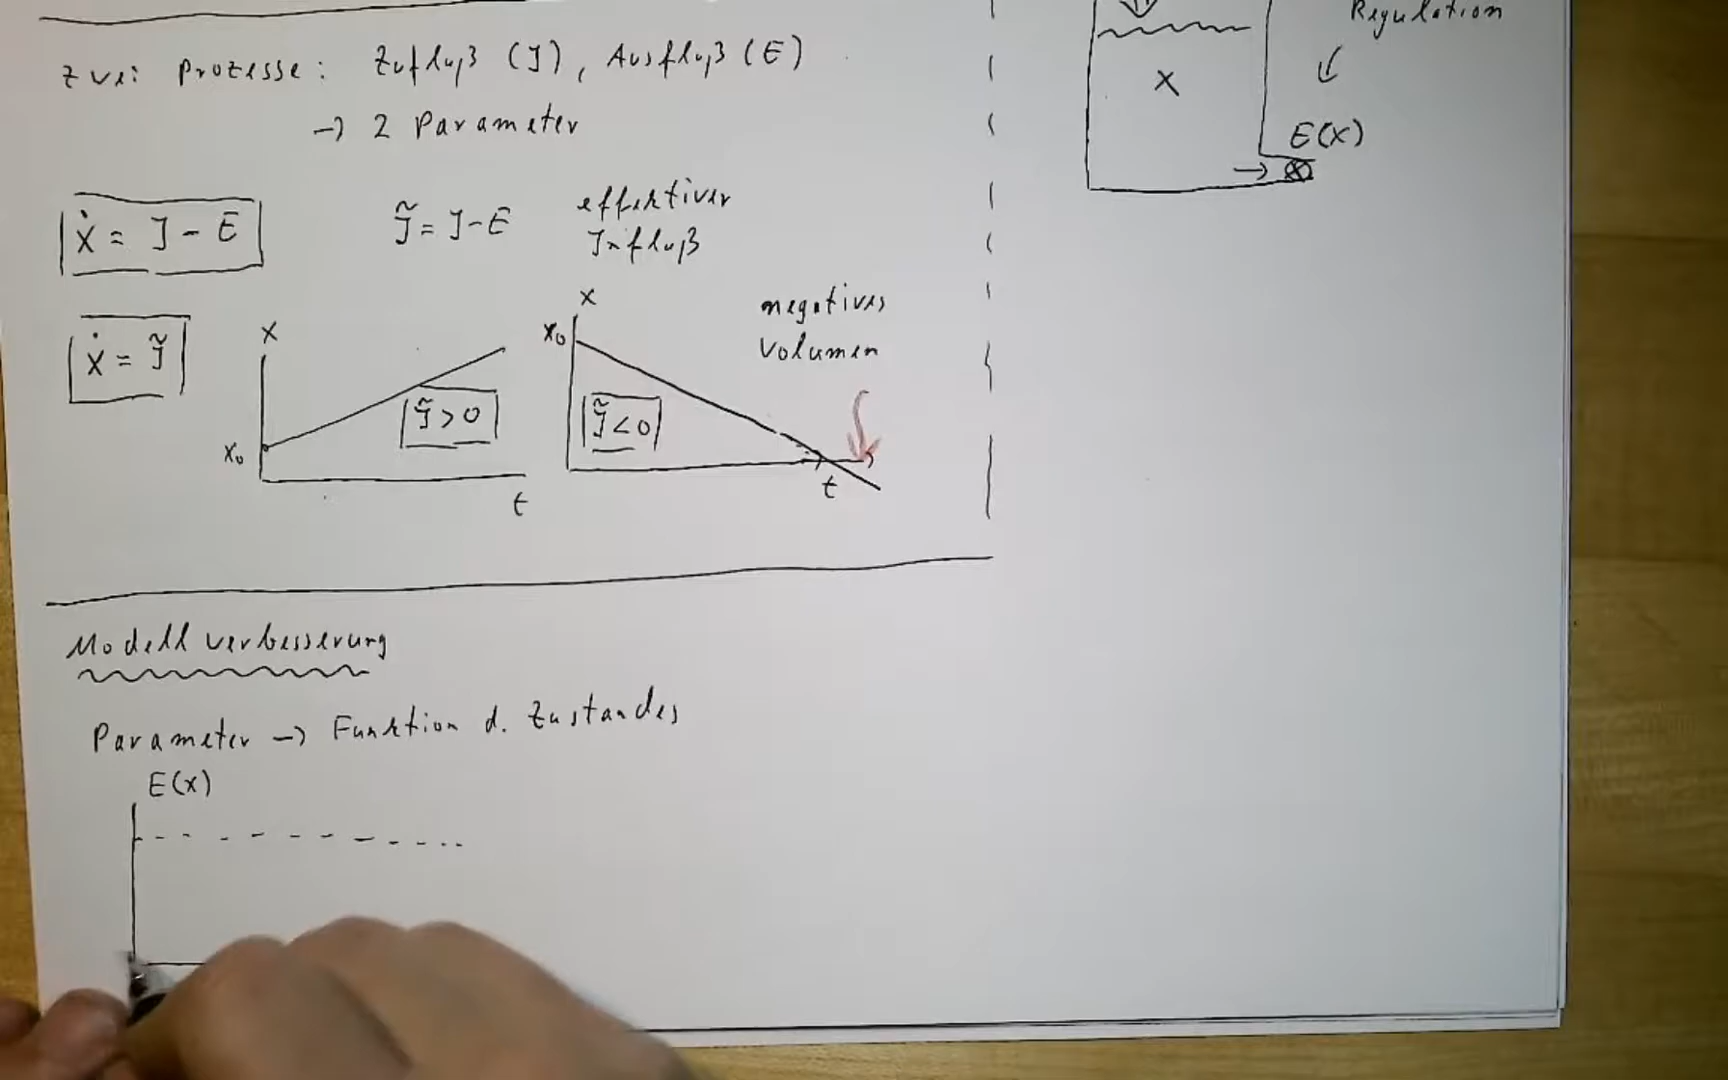 zwei Prozesse: Zufluß (J), Ausfluß (E)
→ 2 Parameter
ẋ = J - E
J̃ = J - E
effektiver
Influß
ẋ = J̃
x
x₀
J̃ > 0
t
x
x₀
J̃ < 0
t
negatives
Volumen
Modellverbesserung
Parameter → Funktion d. Zustandes
E(x)
Regulation
x
E(x)
→